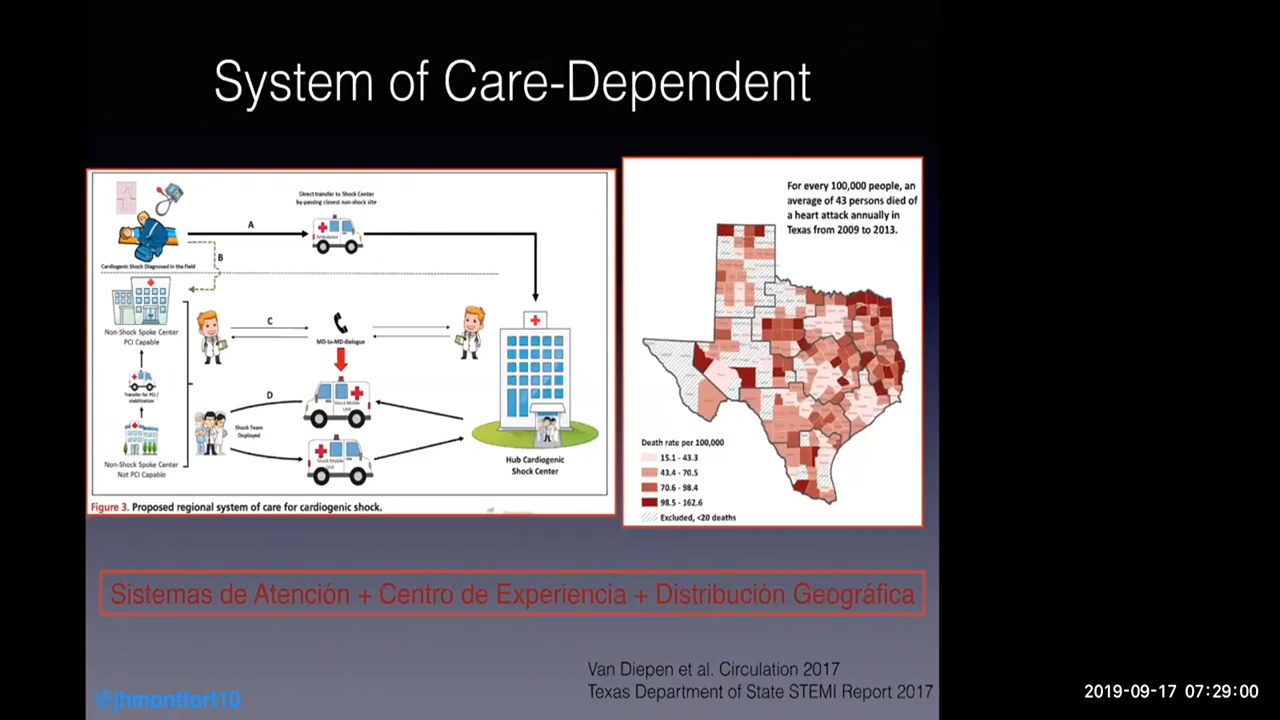 System of Care-Dependent
Direct transfer to Shock Center
by-passing closest non-shock site
A
B
Cardiogenic Shock Diagnosed in the Field
Non-Shock Spoke Center
PCI Capable
C
MD-to-MD-dialogue
Transfer for PCI /
stabilization
D
Shock Team
Deployed
Non-Shock Spoke Center
Not PCI Capable
Hub Cardiogenic
Shock Center
Figure 3. Proposed regional system of care for cardiogenic shock.
For every 100,000 people, an
average of 43 persons died of
a heart attack annually in
Texas from 2009 to 2013.
Death rate per 100,000
15.1 - 43.3
43.4 - 70.5
70.6 - 98.4
98.5 - 162.6
Excluded, <20 deaths
Sistemas de Atención + Centro de Experiencia + Distribución Geográfica
Van Diepen et al. Circulation 2017
Texas Department of State STEMI Report 2017
@jhmontfort10
2019-09-17 07:29:00